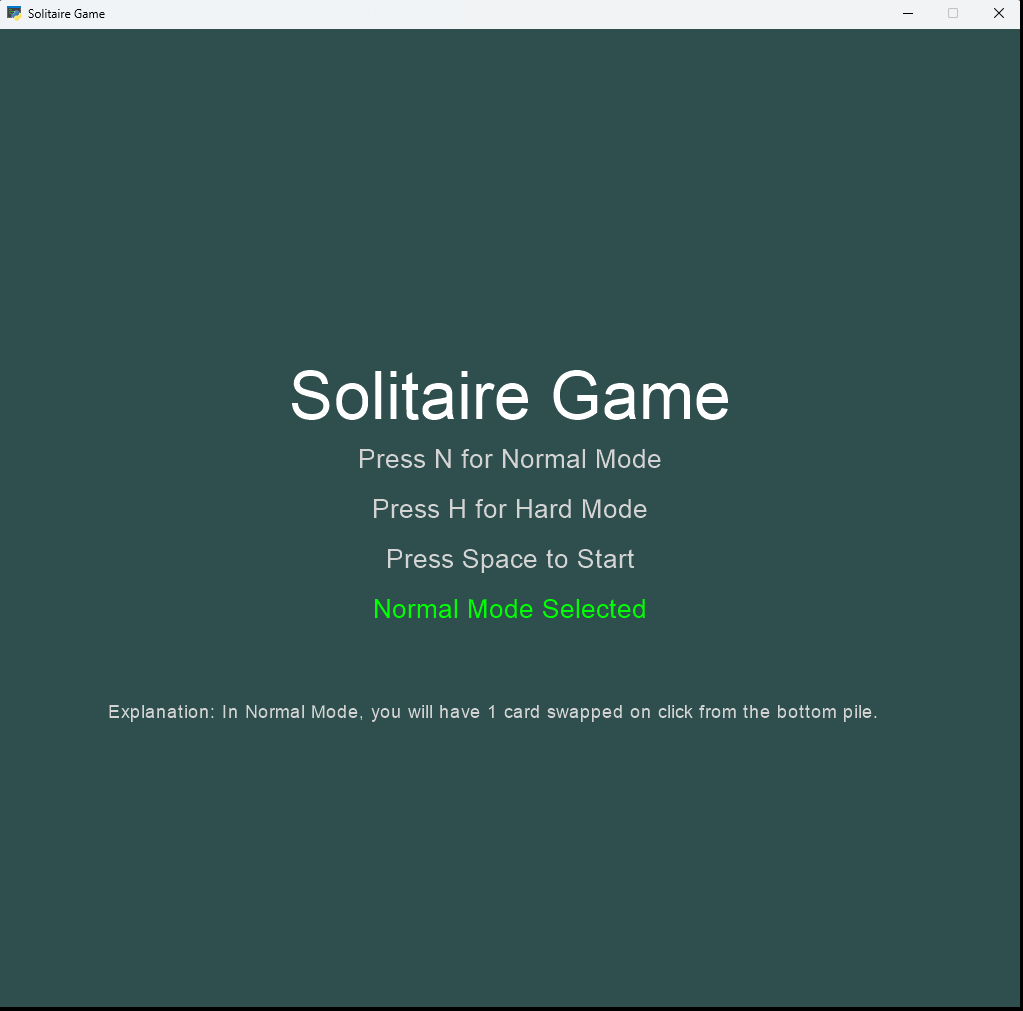 Solitaire Game
Solitaire Game
Press N for Normal Mode
Press H for Hard Mode
Press Space to Start
Normal Mode Selected
Explanation: In Normal Mode, you will have 1 card swapped on click from the bottom pile.